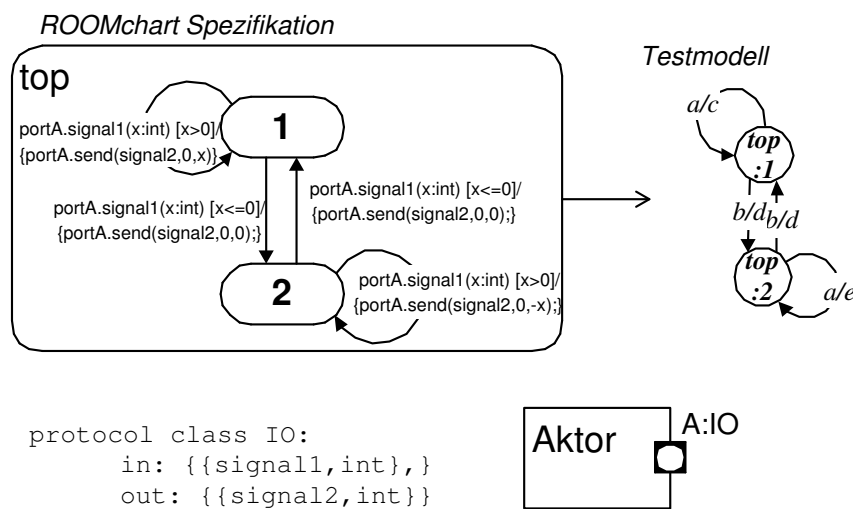 ROOMchart Spezifikation
Testmodell
top
portA.signal1(x:int) [x>0]/
{portA.send(signal2,0,x)}
1
portA.signal1(x:int) [x<=0]/
{portA.send(signal2,0,0);}
portA.signal1(x:int) [x<=0]/
{portA.send(signal2,0,0);}
2
portA.signal1(x:int) [x>0]/
{portA.send(signal2,0,-x);}
a/c
top
:1
b/d
b/d
top
:2
a/e
protocol class IO:
in: {{signal1,int},}
out: {{signal2,int}}
Aktor
A:IO